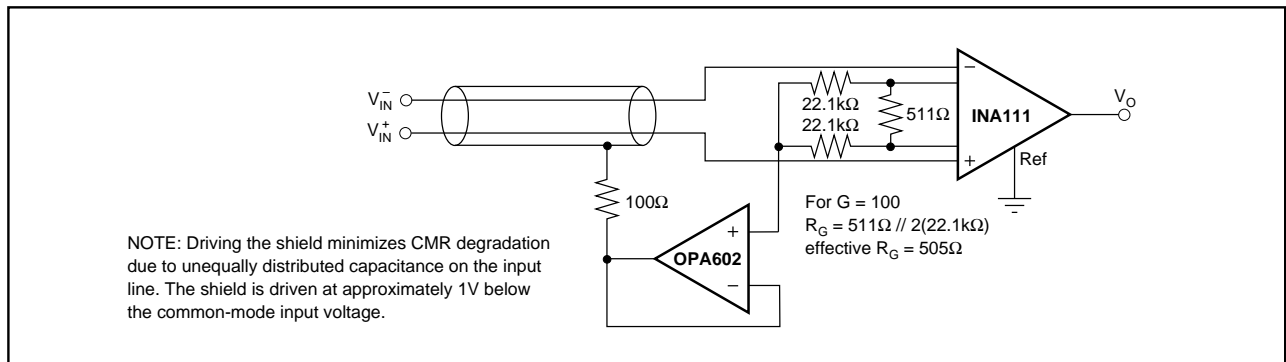 V−IN
V+IN
22.1kΩ
22.1kΩ
511Ω
−
INA111
+
Ref
VO
100Ω
+
OPA602
−
For G = 100
RG = 511Ω // 2(22.1kΩ)
effective RG = 505Ω
NOTE: Driving the shield minimizes CMR degradation
due to unequally distributed capacitance on the input
line. The shield is driven at approximately 1V below
the common-mode input voltage.